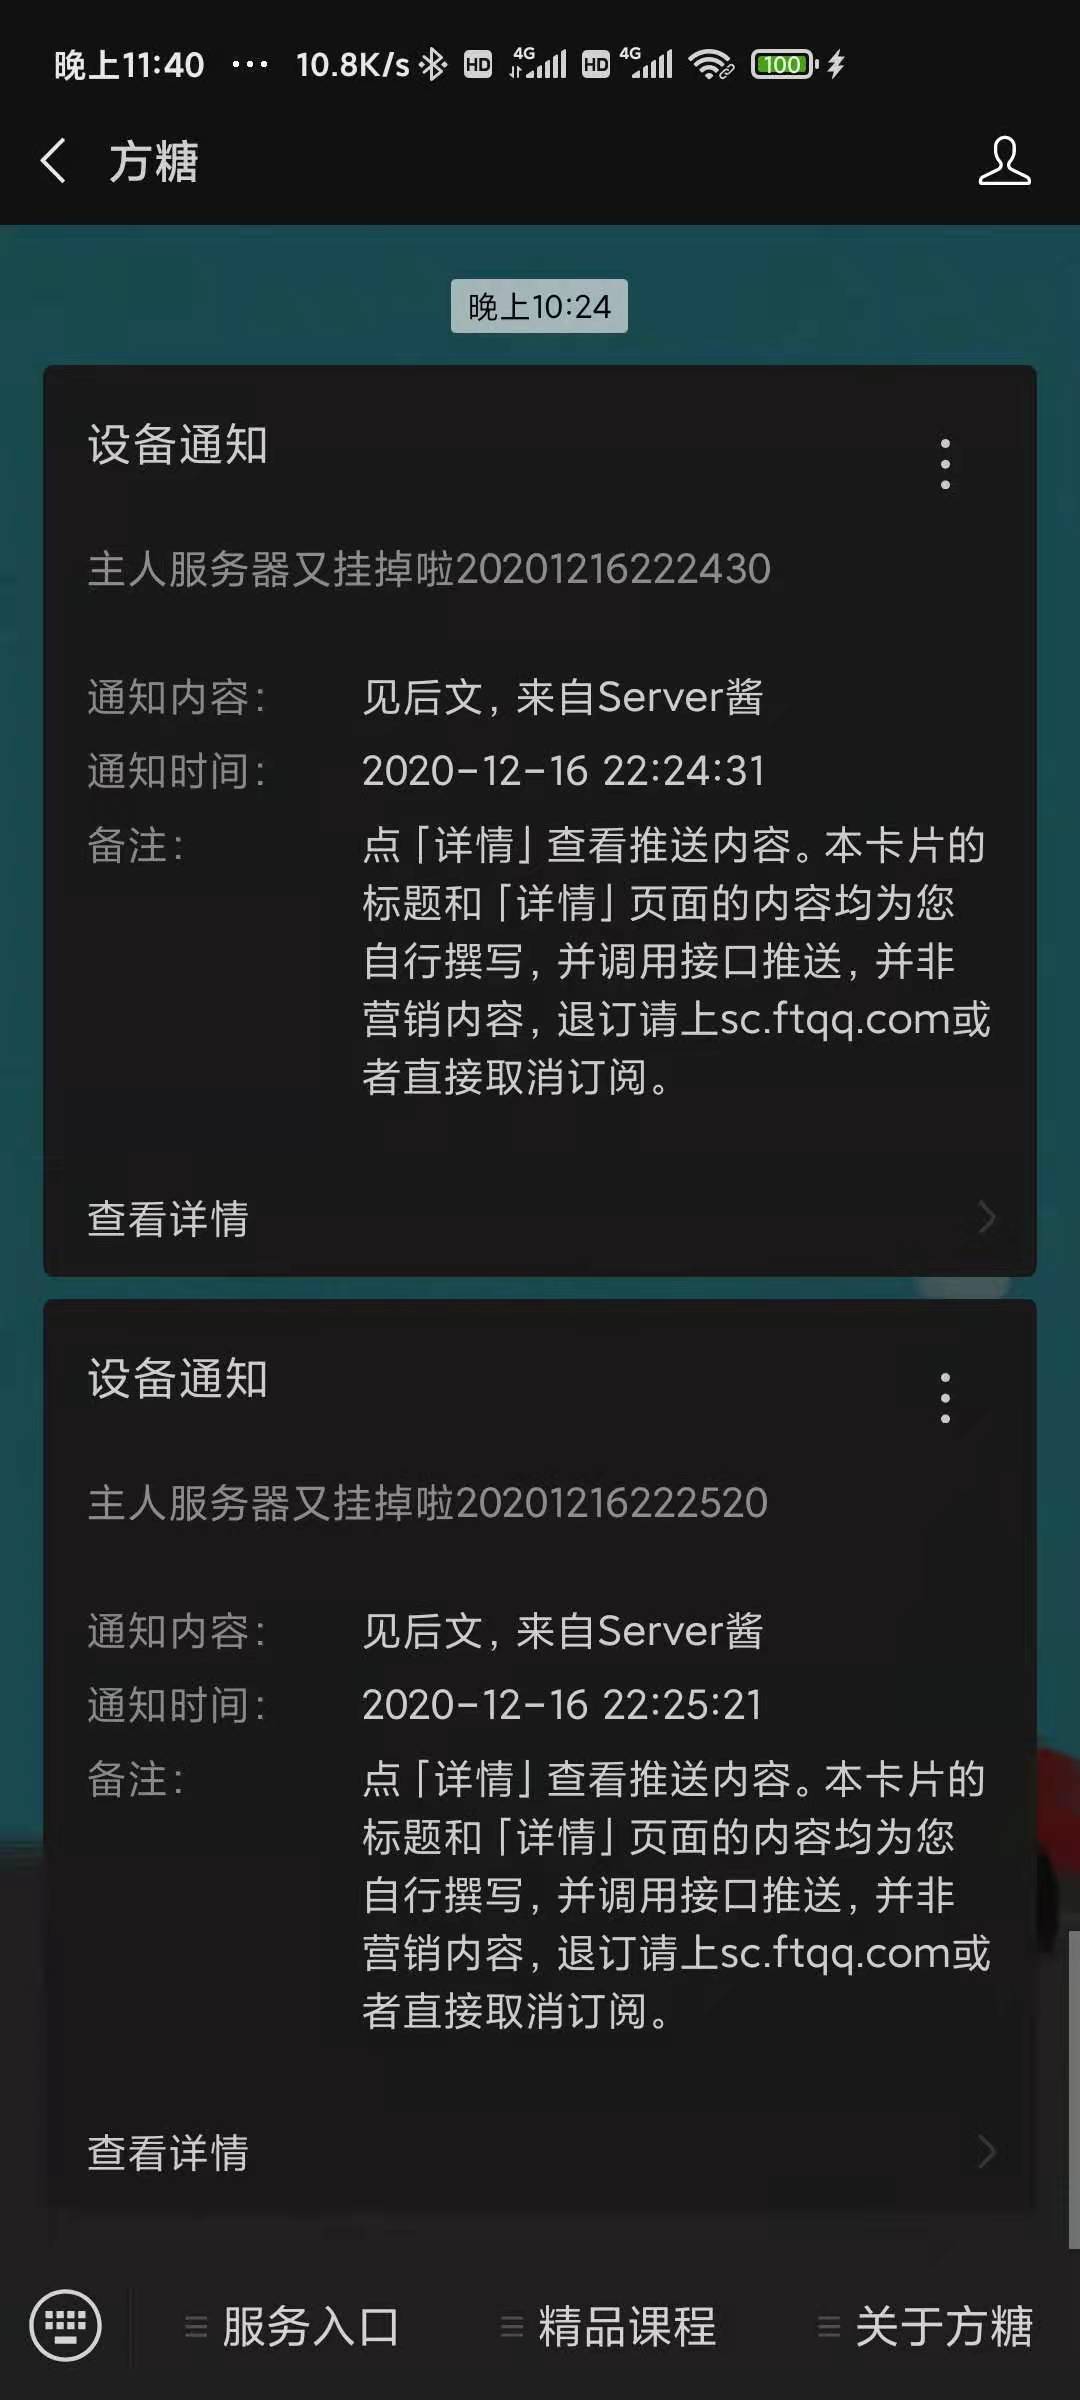 晚上11:40 ... 10.8K/s HD 4G HD 4G 100
方糖
晚上10:24
设备通知
主人服务器又挂掉啦20201216222430
通知内容: 见后文, 来自Server酱
通知时间: 2020-12-16 22:24:31
备注: 点「详情」查看推送内容。本卡片的
标题和「详情」页面的内容均为您
自行撰写, 并调用接口推送, 并非
营销内容, 退订请上sc.ftqq.com或
者直接取消订阅。
查看详情
设备通知
主人服务器又挂掉啦20201216222520
通知内容: 见后文, 来自Server酱
通知时间: 2020-12-16 22:25:21
备注: 点「详情」查看推送内容。本卡片的
标题和「详情」页面的内容均为您
自行撰写, 并调用接口推送, 并非
营销内容, 退订请上sc.ftqq.com或
者直接取消订阅。
查看详情
服务入口 精品课程 关于方糖